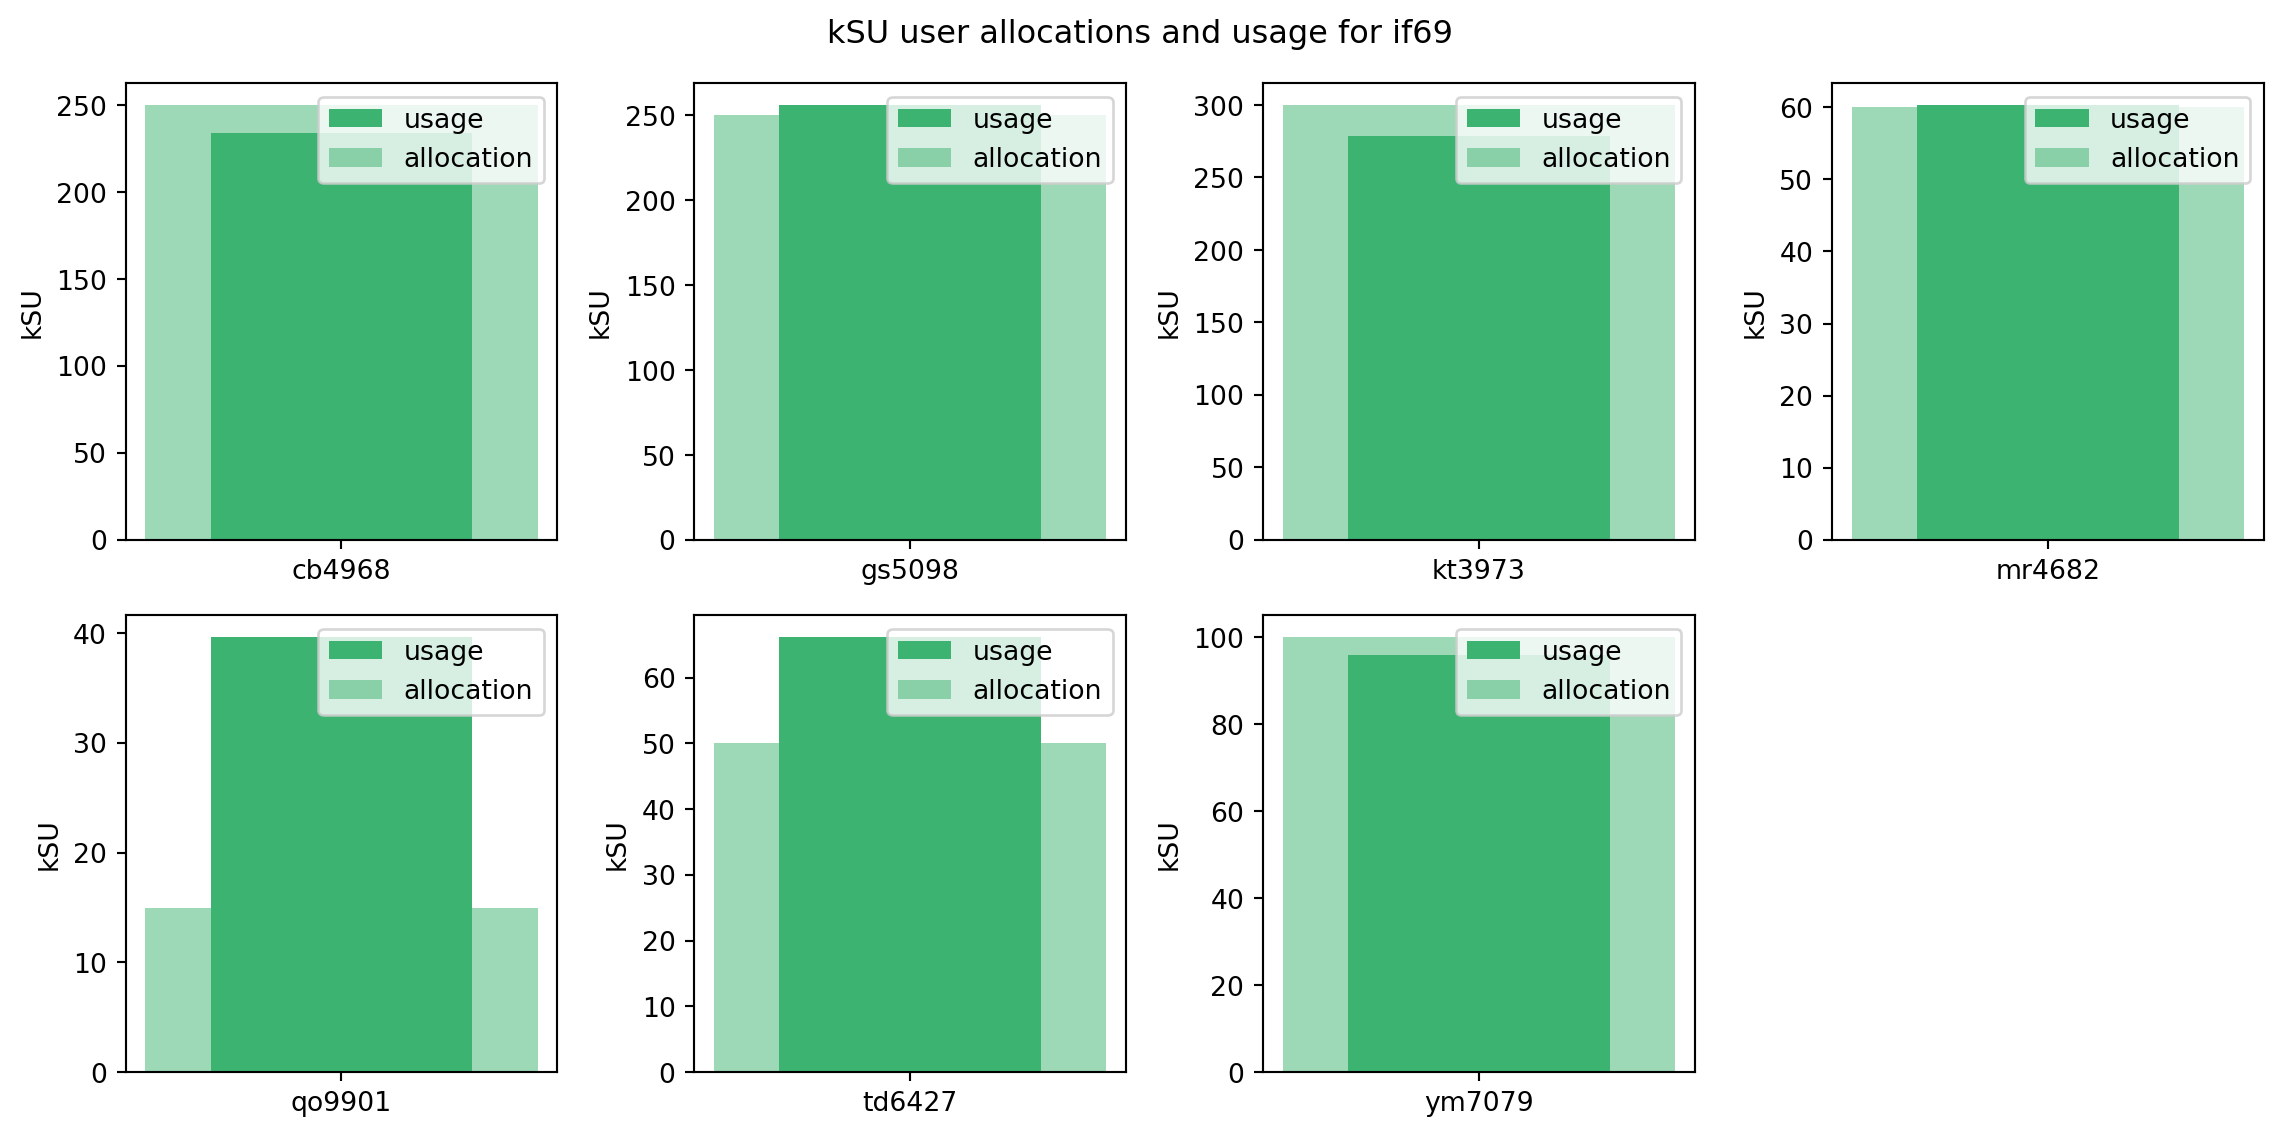 kSU user allocations and usage for if69
250
200
150
100
50
0
kSU
usage
allocation
cb4968
250
200
150
100
50
0
kSU
usage
allocation
gs5098
300
250
200
150
100
50
0
kSU
usage
allocation
kt3973
60
50
40
30
20
10
0
kSU
usage
allocation
mr4682
40
30
20
10
0
kSU
usage
allocation
qo9901
60
50
40
30
20
10
0
kSU
usage
allocation
td6427
100
80
60
40
20
0
kSU
usage
allocation
ym7079